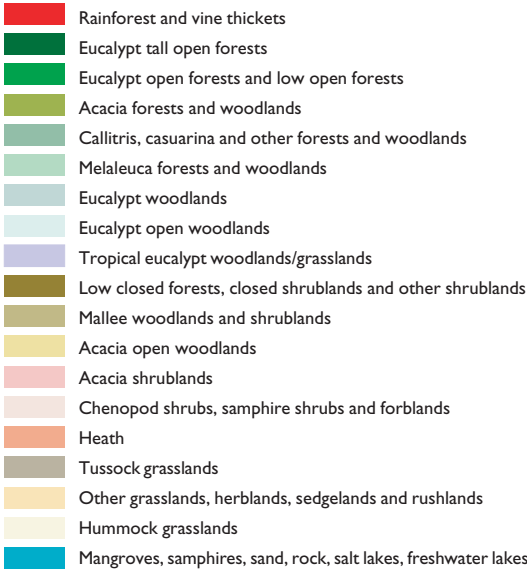 Rainforest and vine thickets
Eucalypt tall open forests
Eucalypt open forests and low open forests
Acacia forests and woodlands
Callitris, casuarina and other forests and woodlands
Melaleuca forests and woodlands
Eucalypt woodlands
Eucalypt open woodlands
Tropical eucalypt woodlands/grasslands
Low closed forests, closed shrublands and other shrublands
Mallee woodlands and shrublands
Acacia open woodlands
Acacia shrublands
Chenopod shrubs, samphire shrubs and forblands
Heath
Tussock grasslands
Other grasslands, herblands, sedgelands and rushlands
Hummock grasslands
Mangroves, samphires, sand, rock, salt lakes, freshwater lakes